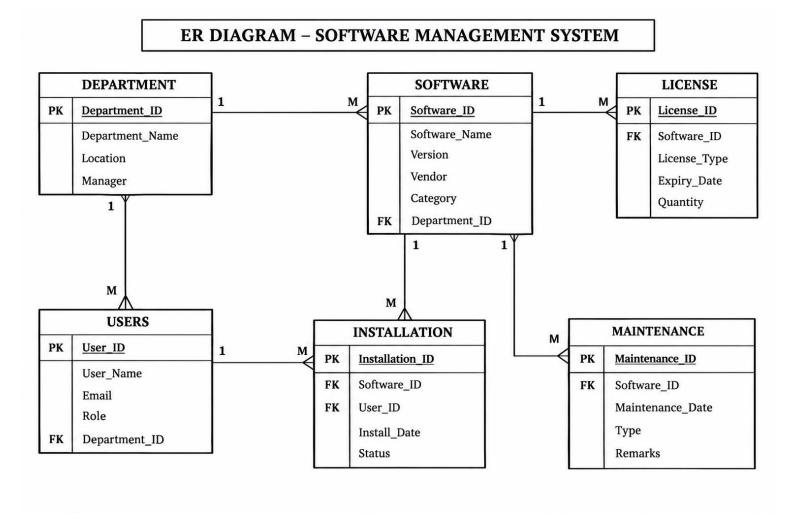 ER DIAGRAM – SOFTWARE MANAGEMENT SYSTEM
DEPARTMENT
PK Department_ID
Department_Name
Location
Manager
1
M
SOFTWARE
PK Software_ID
Software_Name
Version
Vendor
Category
FK Department_ID
1
M
LICENSE
PK License_ID
FK Software_ID
License_Type
Expiry_Date
Quantity
1
M
1
M
1
M
USERS
PK User_ID
User_Name
Email
Role
FK Department_ID
1
M
INSTALLATION
PK Installation_ID
FK Software_ID
FK User_ID
Install_Date
Status
MAINTENANCE
PK Maintenance_ID
FK Software_ID
Maintenance_Date
Type
Remarks